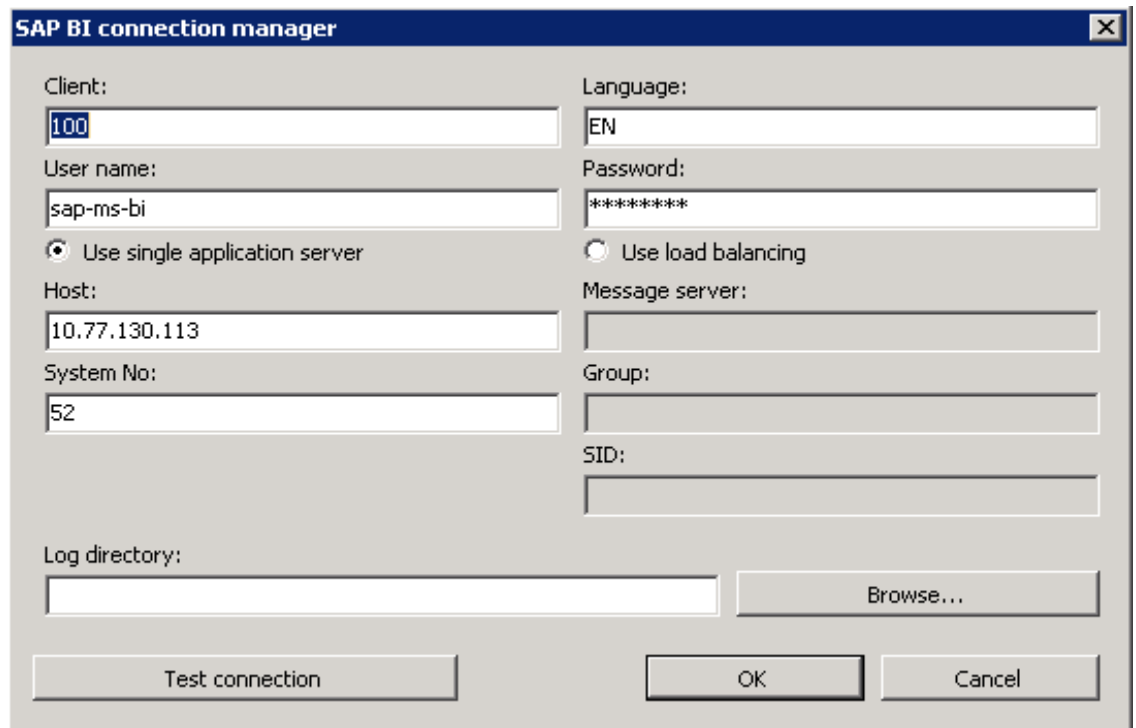 SAP BI connection manager
Client:
Language:
100
EN
User name:
Password:
sap-ms-bi
********
Use single application server
Use load balancing
Host:
Message server:
10.77.130.113
System No:
Group:
52
SID:
Log directory:
Browse...
Test connection
OK
Cancel